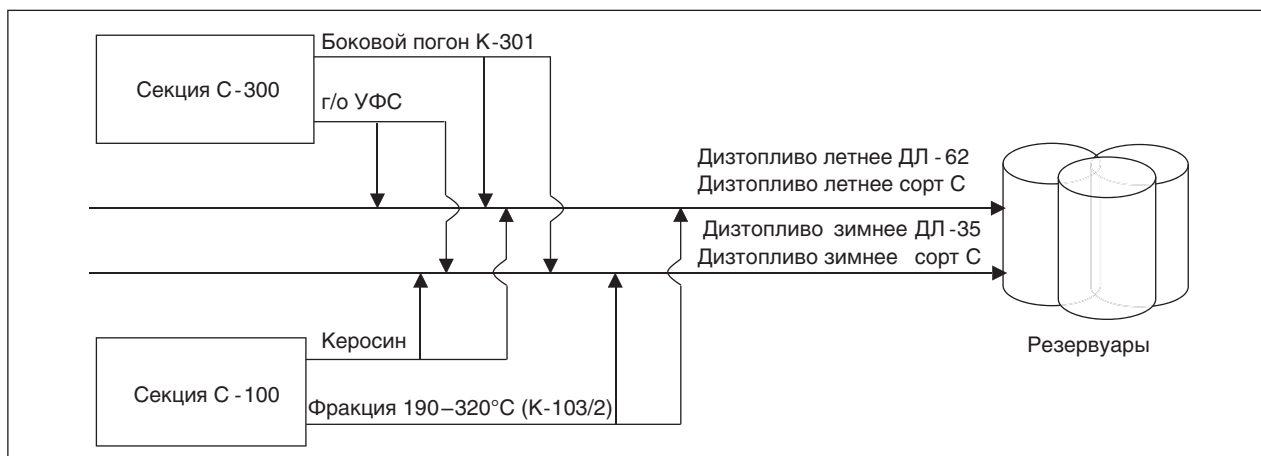 Боковой погон К-301
Секция С-300
г/о УФС
Дизтопливо летнее ДЛ-62
Дизтопливо летнее сорт С
Дизтопливо зимнее ДЛ-35
Дизтопливо зимнее сорт С
Керосин
Резервуары
Секция С-100
Фракция 190–320°С (К-103/2)